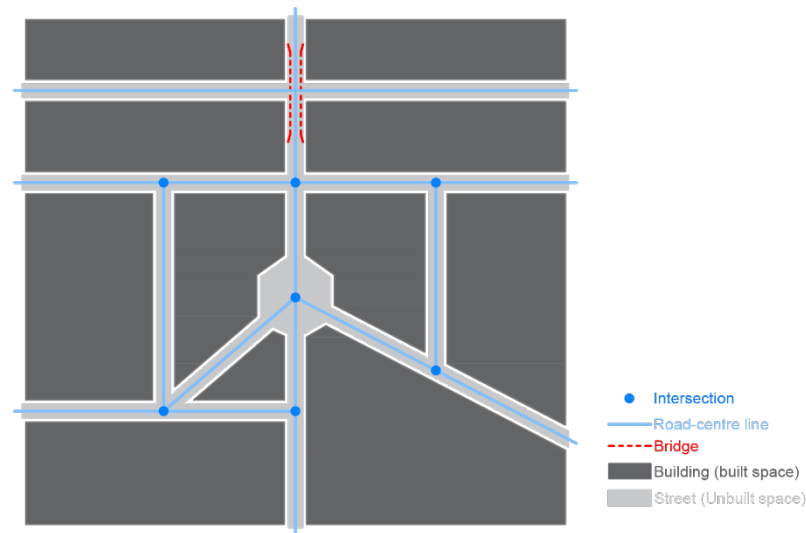 Intersection
Road-centre line
Bridge
Building (built space)
Street (Unbuilt space)